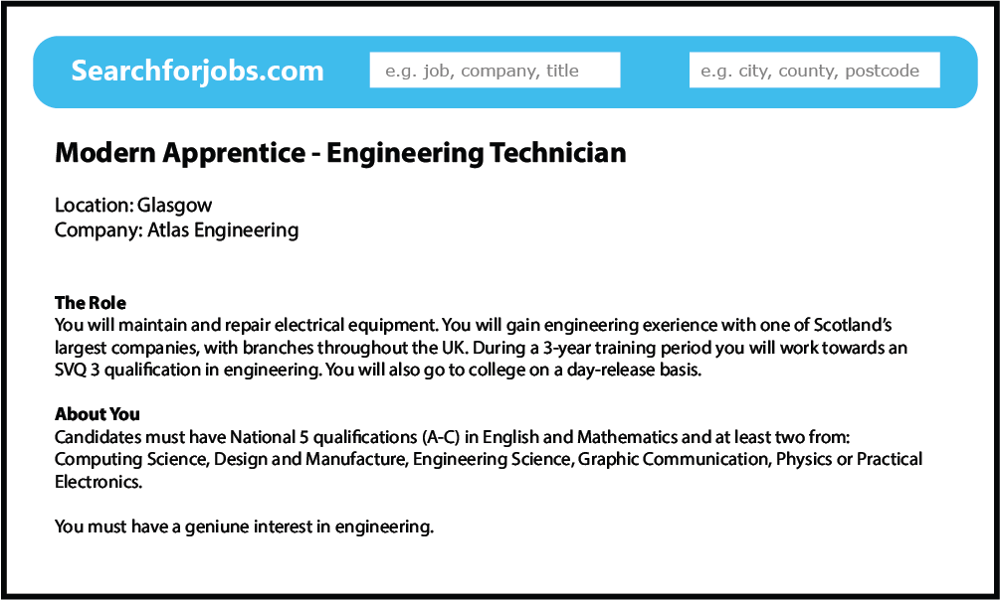 Searchforjobs.com e.g. job, company, title e.g. city, county, postcode
Modern Apprentice - Engineering Technician
Location: Glasgow
Company: Atlas Engineering
The Role
You will maintain and repair electrical equipment. You will gain engineering exerience with one of Scotland's
largest companies, with branches throughout the UK. During a 3-year training period you will work towards an
SVQ 3 qualification in engineering. You will also go to college on a day-release basis.
About You
Candidates must have National 5 qualifications (A-C) in English and Mathematics and at least two from:
Computing Science, Design and Manufacture, Engineering Science, Graphic Communication, Physics or Practical
Electronics.
You must have a geniune interest in engineering.